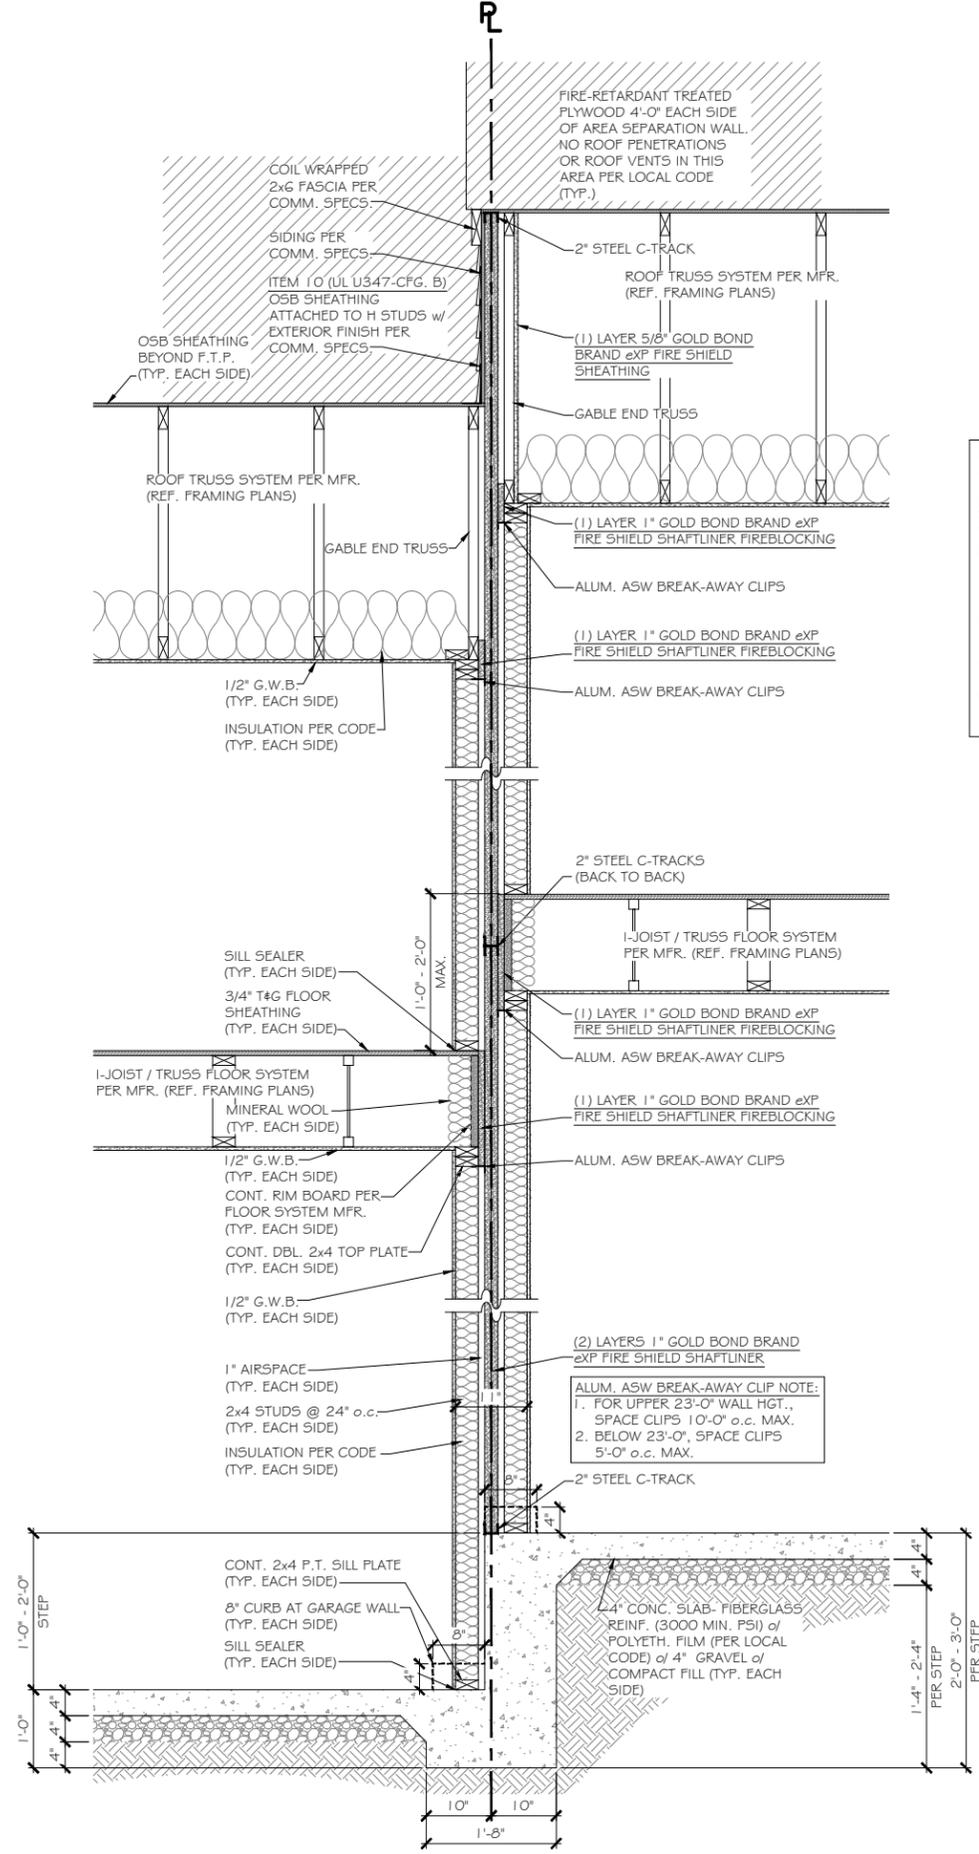 PL
FIRE-RETARDANT TREATED
PLYWOOD 4'-0" EACH SIDE
OF AREA SEPARATION WALL.
NO ROOF PENETRATIONS
OR ROOF VENTS IN THIS
AREA PER LOCAL CODE
(TYP.)
COIL WRAPPED
2x6 FASCIA PER
COMM. SPECS.
SIDING PER
COMM. SPECS.
ITEM 10 (UL U347-CFG. B)
OSB SHEATHING
ATTACHED TO H STUDS w/
EXTERIOR FINISH PER
COMM. SPECS.
2" STEEL C-TRACK
ROOF TRUSS SYSTEM PER MFR.
(REF. FRAMING PLANS)
OSB SHEATHING
BEYOND F.T.P.
(TYP. EACH SIDE)
(1) LAYER 5/8" GOLD BOND
BRAND eXP FIRE SHIELD
SHEATHING
GABLE END TRUSS
ROOF TRUSS SYSTEM PER MFR.
(REF. FRAMING PLANS)
GABLE END TRUSS
(1) LAYER 1" GOLD BOND BRAND eXP
FIRE SHIELD SHAFTLINER FIREBLOCKING
ALUM. ASW BREAK-AWAY CLIPS
(1) LAYER 1" GOLD BOND BRAND eXP
FIRE SHIELD SHAFTLINER FIREBLOCKING
ALUM. ASW BREAK-AWAY CLIPS
1/2" G.W.B.
(TYP. EACH SIDE)
INSULATION PER CODE
(TYP. EACH SIDE)
2" STEEL C-TRACKS
(BACK TO BACK)
1'-0" - 2'-0"
MAX.
I-JOIST / TRUSS FLOOR SYSTEM
PER MFR. (REF. FRAMING PLANS)
SILL SEALER
(TYP. EACH SIDE)
3/4" T&G FLOOR
SHEATHING
(TYP. EACH SIDE)
(1) LAYER 1" GOLD BOND BRAND eXP
FIRE SHIELD SHAFTLINER FIREBLOCKING
ALUM. ASW BREAK-AWAY CLIPS
I-JOIST / TRUSS FLOOR SYSTEM
PER MFR. (REF. FRAMING PLANS)
MINERAL WOOL
(TYP. EACH SIDE)
(1) LAYER 1" GOLD BOND BRAND eXP
FIRE SHIELD SHAFTLINER FIREBLOCKING
ALUM. ASW BREAK-AWAY CLIPS
1/2" G.W.B.
(TYP. EACH SIDE)
CONT. RIM BOARD PER
FLOOR SYSTEM MFR.
(TYP. EACH SIDE)
CONT. DBL. 2x4 TOP PLATE
(TYP. EACH SIDE)
1/2" G.W.B.
(TYP. EACH SIDE)
(2) LAYERS 1" GOLD BOND BRAND
eXP FIRE SHIELD SHAFTLINER
1" AIRSPACE
(TYP. EACH SIDE)
11"
2x4 STUDS @ 24" o.c.
(TYP. EACH SIDE)
INSULATION PER CODE
(TYP. EACH SIDE)
ALUM. ASW BREAK-AWAY CLIP NOTE:
1. FOR UPPER 23'-0" WALL HGT.,
SPACE CLIPS 10'-0" o.c. MAX.
2. BELOW 23'-0", SPACE CLIPS
5'-0" o.c. MAX.
2" STEEL C-TRACK
8"
4"
CONT. 2x4 P.T. SILL PLATE
(TYP. EACH SIDE)
8" CURB AT GARAGE WALL
(TYP. EACH SIDE)
SILL SEALER
(TYP. EACH SIDE)
8"
4"
1'-0" - 2'-0"
STEP
4" CONC. SLAB- FIBERGLASS
REINF. (3000 MIN. PSI) o/
POLYETH. FILM (PER LOCAL
CODE) o/ 4" GRAVEL o/
COMPACT FILL (TYP. EACH
SIDE)
4"
4"
1'-4" - 2'-4"
PER STEP
2'-0" - 3'-0"
PER STEP
1'-0"
4"
4"
4"
10"
10"
1'-8"